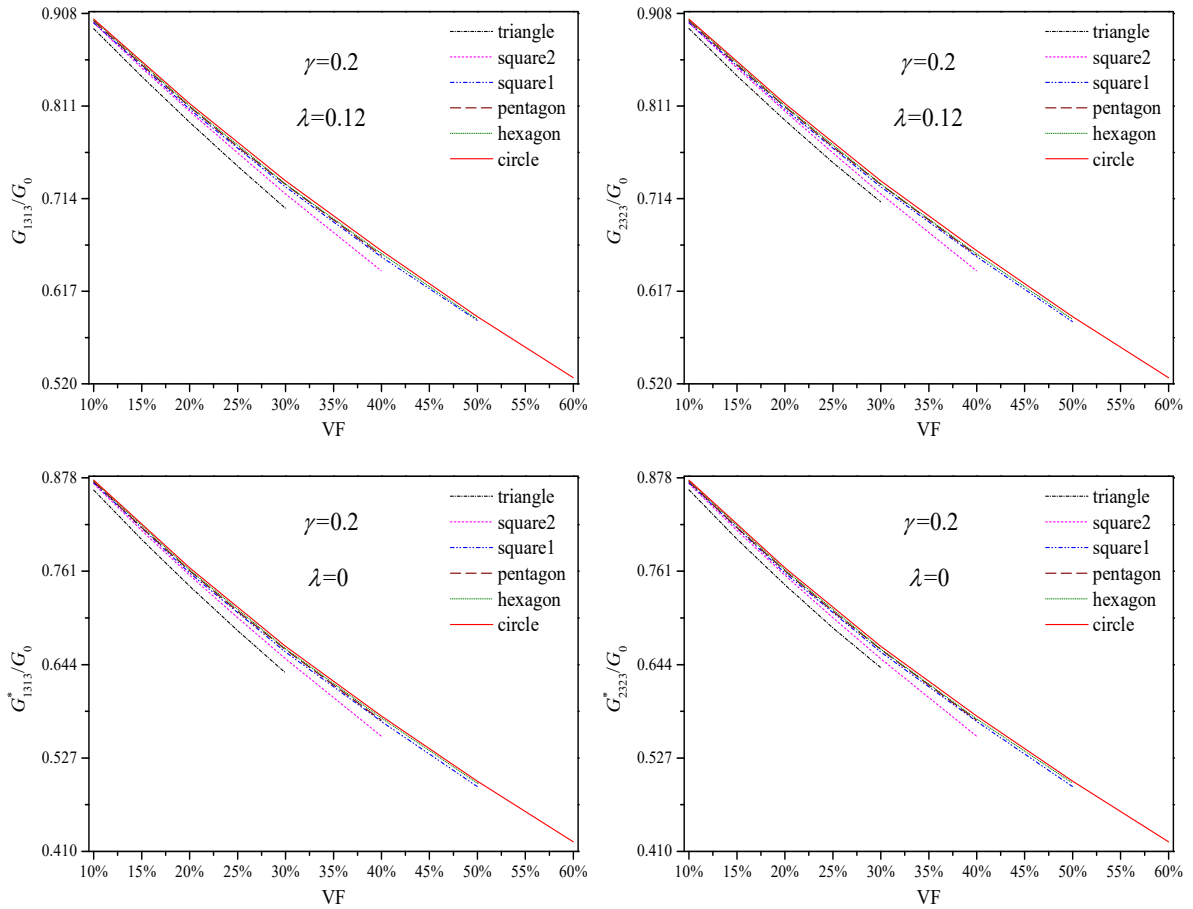 0.908
0.811
0.714
0.617
0.520
G1313/G0
γ=0.2
λ=0.12
triangle
square2
square1
pentagon
hexagon
circle
10% 15% 20% 25% 30% 35% 40% 45% 50% 55% 60%
VF
0.908
0.811
0.714
0.617
0.520
G2323/G0
γ=0.2
λ=0.12
triangle
square2
square1
pentagon
hexagon
circle
10% 15% 20% 25% 30% 35% 40% 45% 50% 55% 60%
VF
0.878
0.761
0.644
0.527
0.410
G*1313/G0
γ=0.2
λ=0
triangle
square2
square1
pentagon
hexagon
circle
10% 15% 20% 25% 30% 35% 40% 45% 50% 55% 60%
VF
0.878
0.761
0.644
0.527
0.410
G*2323/G0
γ=0.2
λ=0
triangle
square2
square1
pentagon
hexagon
circle
10% 15% 20% 25% 30% 35% 40% 45% 50% 55% 60%
VF